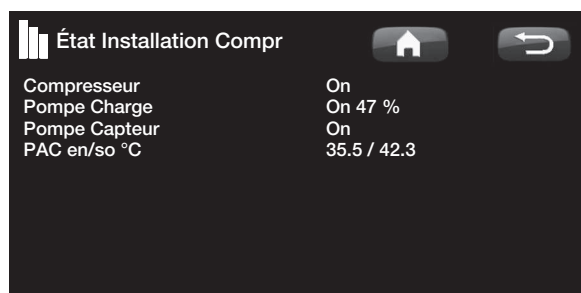 État Installation Compr
Compresseur On
Pompe Charge On 47 %
Pompe Capteur On
PAC en/so °C 35.5 / 42.3